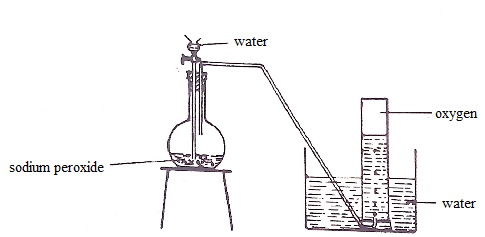 water
oxygen
sodium peroxide
water